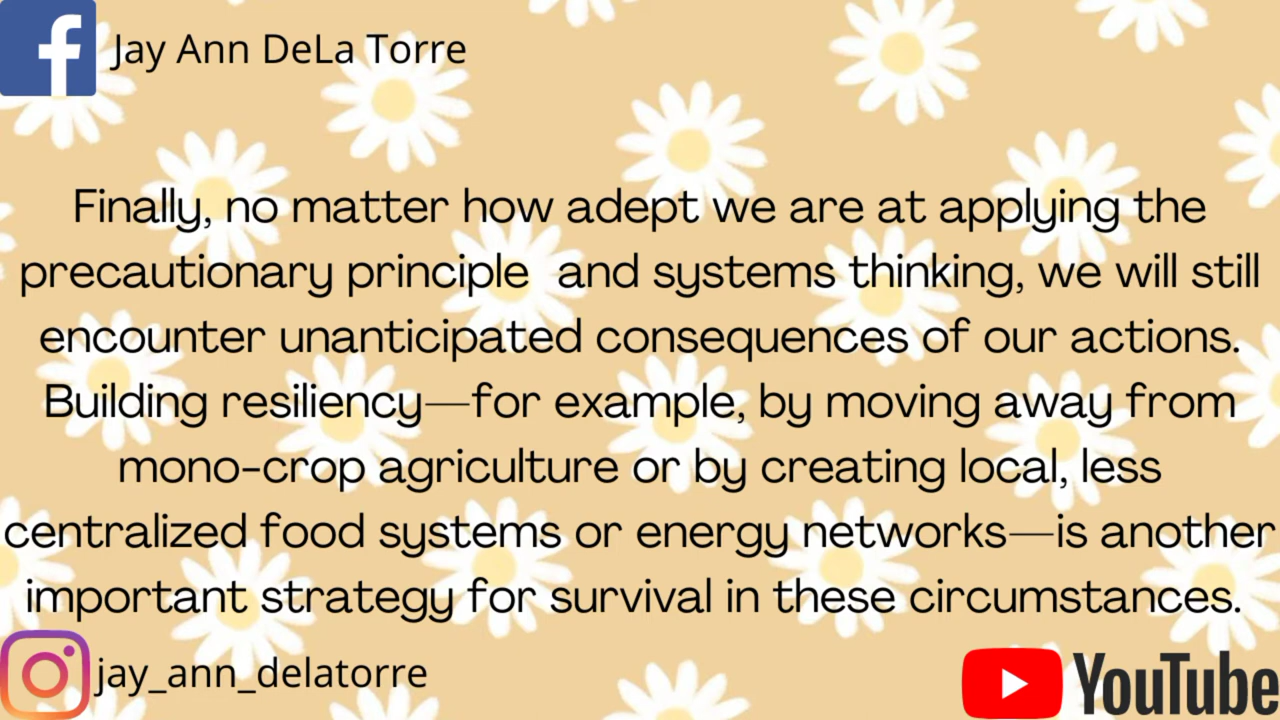 Jay Ann DeLa Torre
Finally, no matter how adept we are at applying the
precautionary principle and systems thinking, we will still
encounter unanticipated consequences of our actions.
Building resiliency—for example, by moving away from
mono-crop agriculture or by creating local, less
centralized food systems or energy networks—is another
important strategy for survival in these circumstances.
jay_ann_delatorre
YouTube